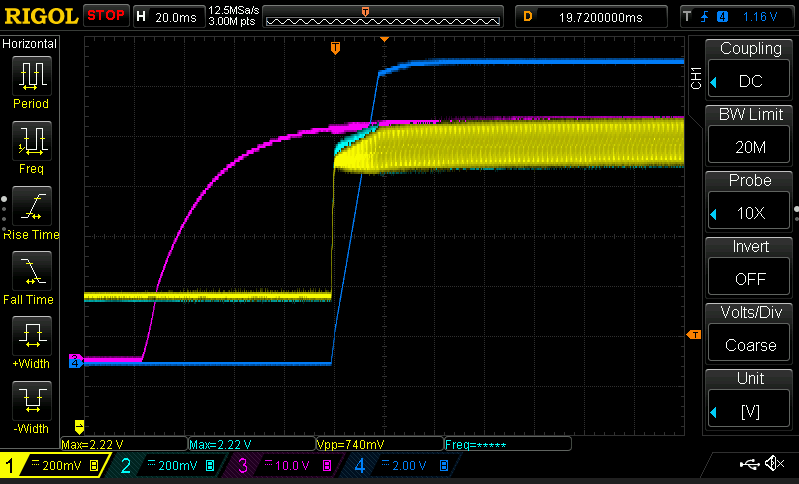 RIGOL STOP H 20.0ms 12.5MSa/s 3.00M pts T D 19.7200000ms T 4 1.16 V
Horizontal
Period
Freq
Rise Time
Fall Time
+Width
-Width
T
3
4
T
Max=2.22 V Max=2.22 V Vpp=740mV Freq=*****
1 200mV B 2 200mV B 3 10.0 V B 4 2.00 V B
CH1
Coupling
DC
BW Limit
20M
Probe
10X
Invert
OFF
Volts/Div
Coarse
Unit
[V]